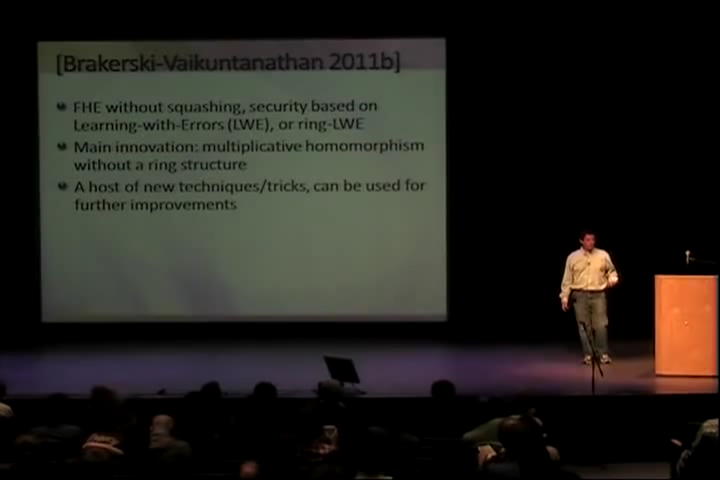 [Brakerski-Vaikuntanathan 2011b]
FHE without squashing, security based on
Learning-with-Errors (LWE), or ring-LWE
Main innovation: multiplicative homomorphism
without a ring structure
A host of new techniques/tricks, can be used for
further improvements